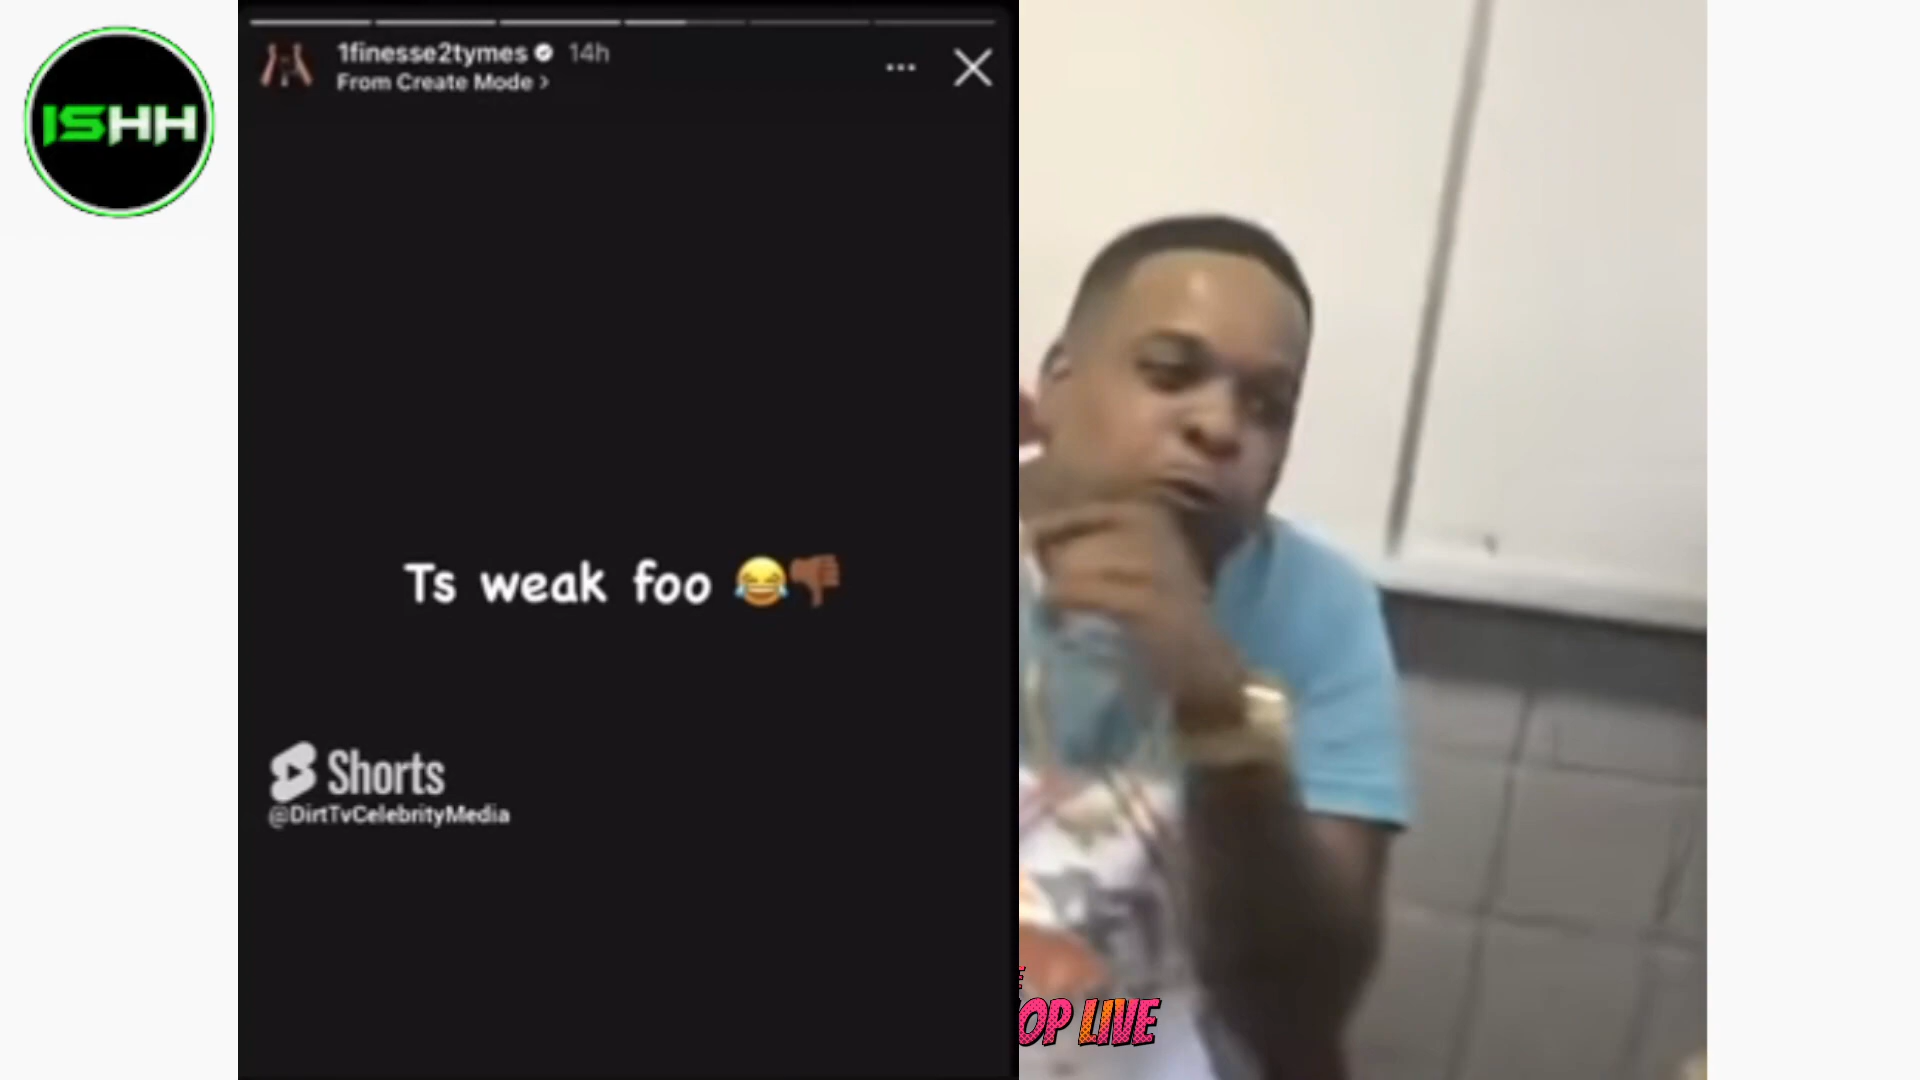 ISHH
1finesse2tymes 14h
From Create Mode >
Ts weak foo 😂👎🏾
Shorts
@DirtTvCelebrityMedia
OP LIVE